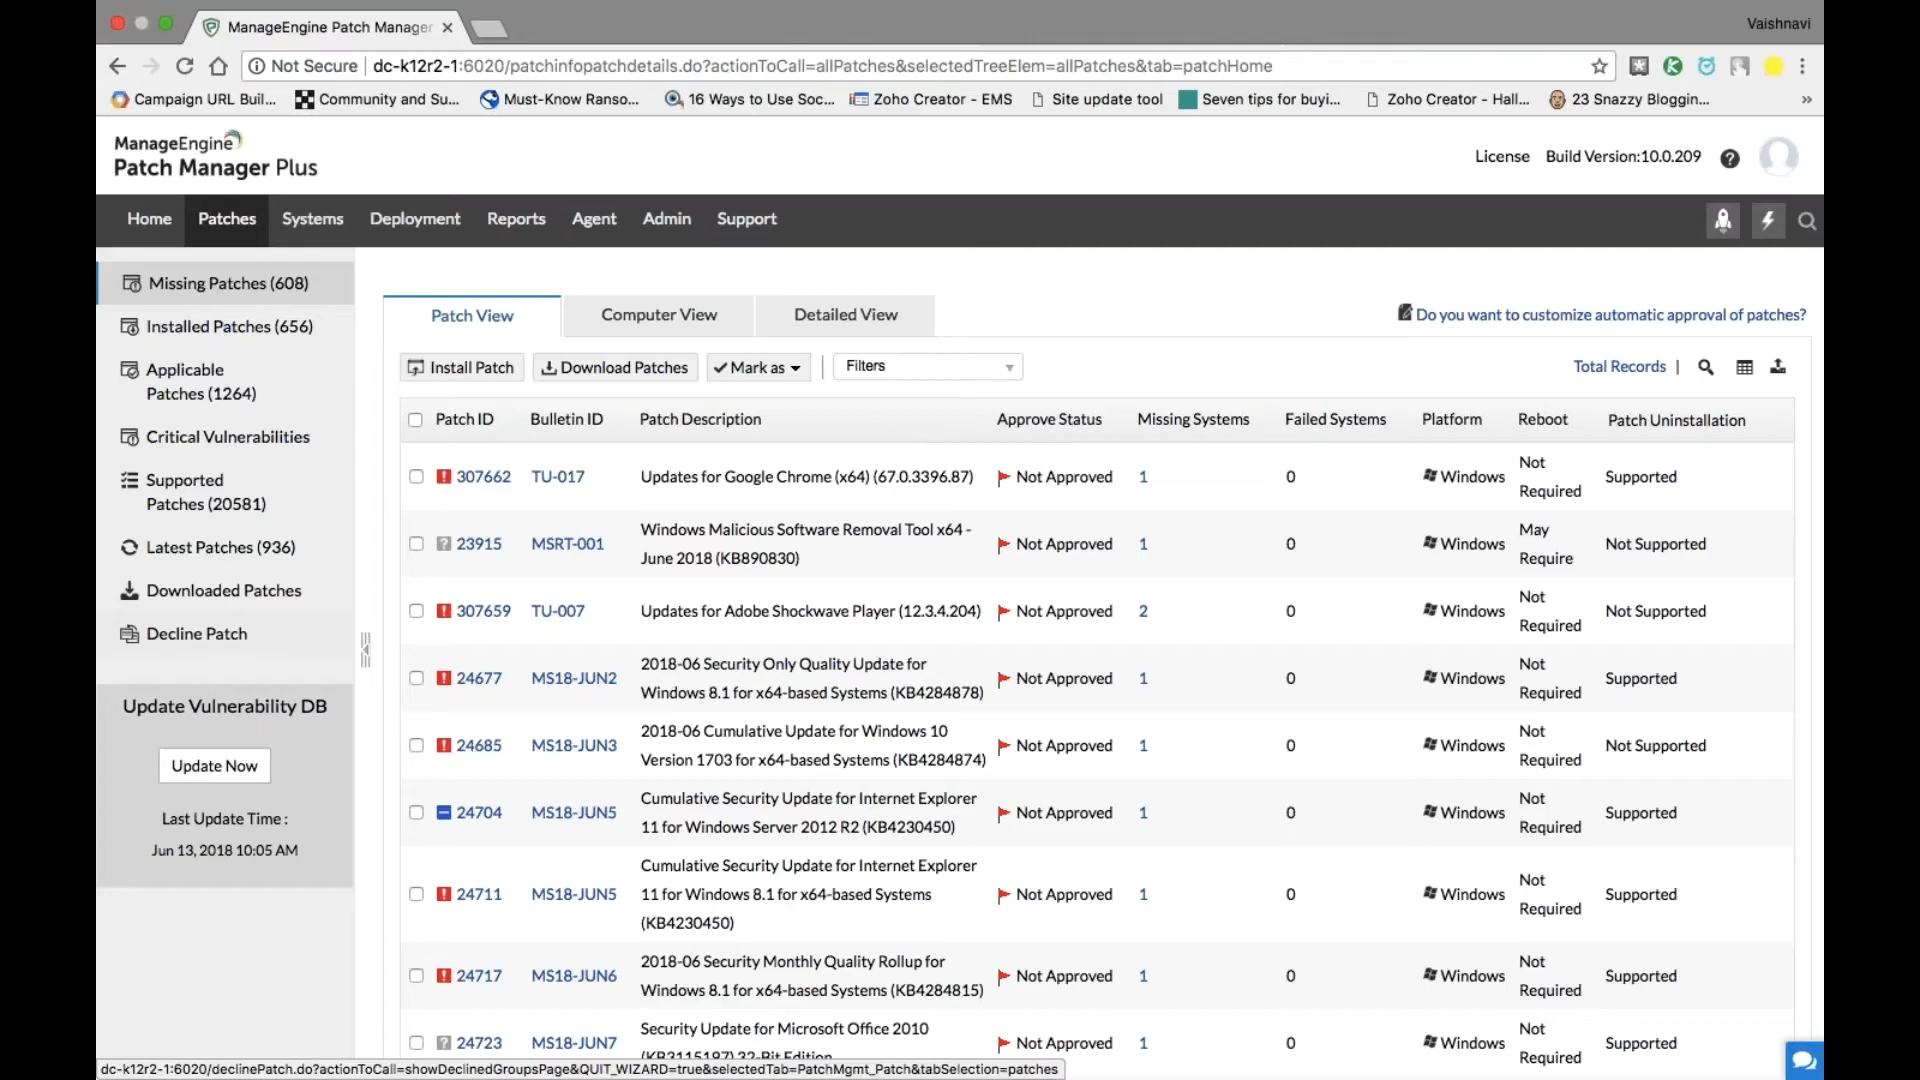 ManageEngine Patch Manager
Vaishnavi
Not Secure dc-k12r2-1:6020/patchinfopatchdetails.do?actionToCall=allPatches&selectedTreeElem=allPatches&tab=patchHome
Campaign URL Buil... Community and Su... Must-Know Ranso... 16 Ways to Use Soc... Zoho Creator - EMS Site update tool Seven tips for buyi... Zoho Creator - Hall... 23 Snazzy Bloggin... »
ManageEngine
Patch Manager Plus
License Build Version:10.0.209
Home Patches Systems Deployment Reports Agent Admin Support
Missing Patches (608)
Installed Patches (656)
Applicable
Patches (1264)
Critical Vulnerabilities
Supported
Patches (20581)
Latest Patches (936)
Downloaded Patches
Decline Patch
Update Vulnerability DB
Update Now
Last Update Time :
Jun 13, 2018 10:05 AM
Patch View Computer View Detailed View
Do you want to customize automatic approval of patches?
Install Patch Download Patches Mark as Filters Total Records |
Patch ID Bulletin ID Patch Description Approve Status Missing Systems Failed Systems Platform Reboot Patch Uninstallation
307662 TU-017 Updates for Google Chrome (x64) (67.0.3396.87) Not Approved 1 0 Windows Not
Required Supported
23915 MSRT-001 Windows Malicious Software Removal Tool x64 -
June 2018 (KB890830) Not Approved 1 0 Windows May
Require Not Supported
307659 TU-007 Updates for Adobe Shockwave Player (12.3.4.204) Not Approved 2 0 Windows Not
Required Not Supported
24677 MS18-JUN2 2018-06 Security Only Quality Update for
Windows 8.1 for x64-based Systems (KB4284878) Not Approved 1 0 Windows Not
Required Supported
24685 MS18-JUN3 2018-06 Cumulative Update for Windows 10
Version 1703 for x64-based Systems (KB4284874) Not Approved 1 0 Windows Not
Required Not Supported
24704 MS18-JUN5 Cumulative Security Update for Internet Explorer
11 for Windows Server 2012 R2 (KB4230450) Not Approved 1 0 Windows Not
Required Supported
24711 MS18-JUN5 Cumulative Security Update for Internet Explorer
11 for Windows 8.1 for x64-based Systems
(KB4230450) Not Approved 1 0 Windows Not
Required Supported
24717 MS18-JUN6 2018-06 Security Monthly Quality Rollup for
Windows 8.1 for x64-based Systems (KB4284815) Not Approved 1 0 Windows Not
Required Supported
24723 MS18-JUN7 Security Update for Microsoft Office 2010
(KB3115197) 32-Bit Edition Not Approved 1 0 Windows Not
Required Supported
dc-k12r2-1:6020/declinePatch.do?actionToCall=showDeclinedGroupsPage&QUIT_WIZARD=true&selectedTab=PatchMgmt_Patch&tabSelection=patches